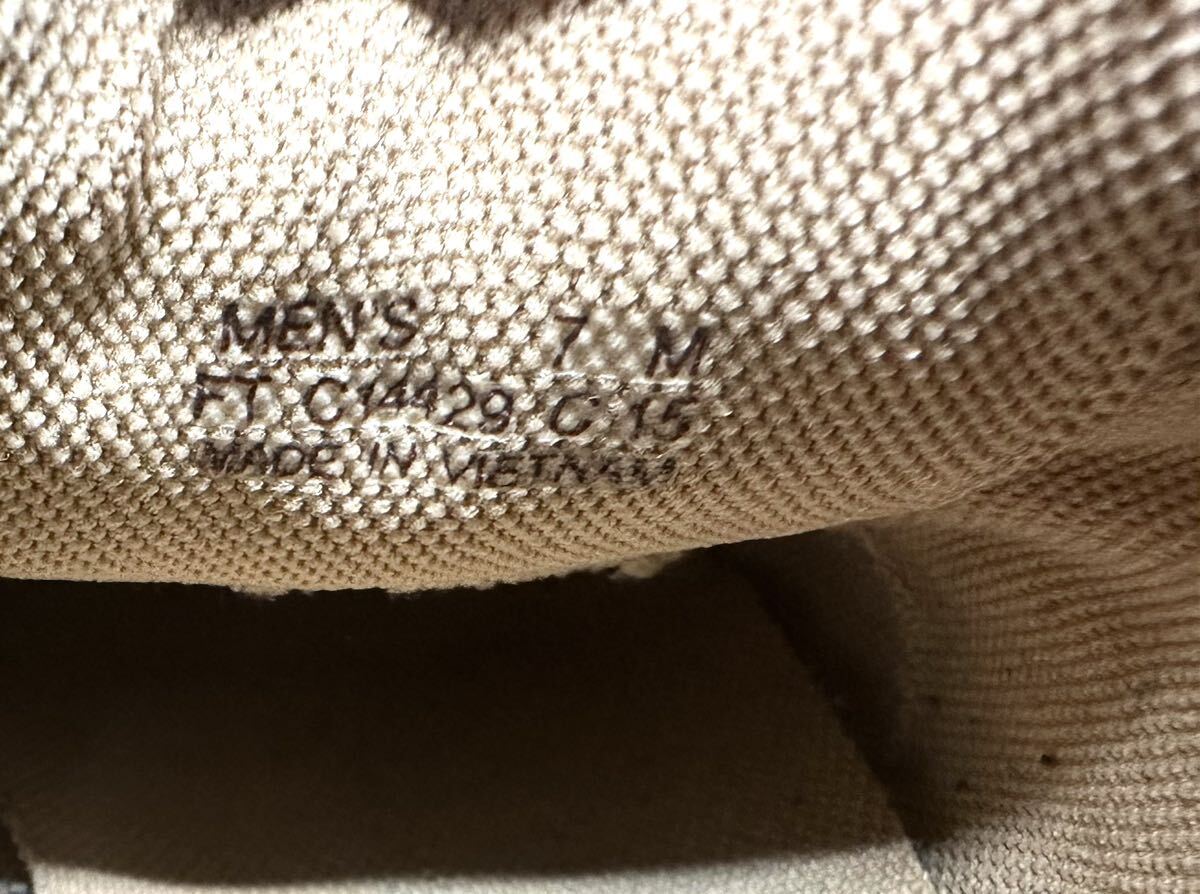 MEN'S 7 M
FT C14429 C 15
MADE IN VIETNAM